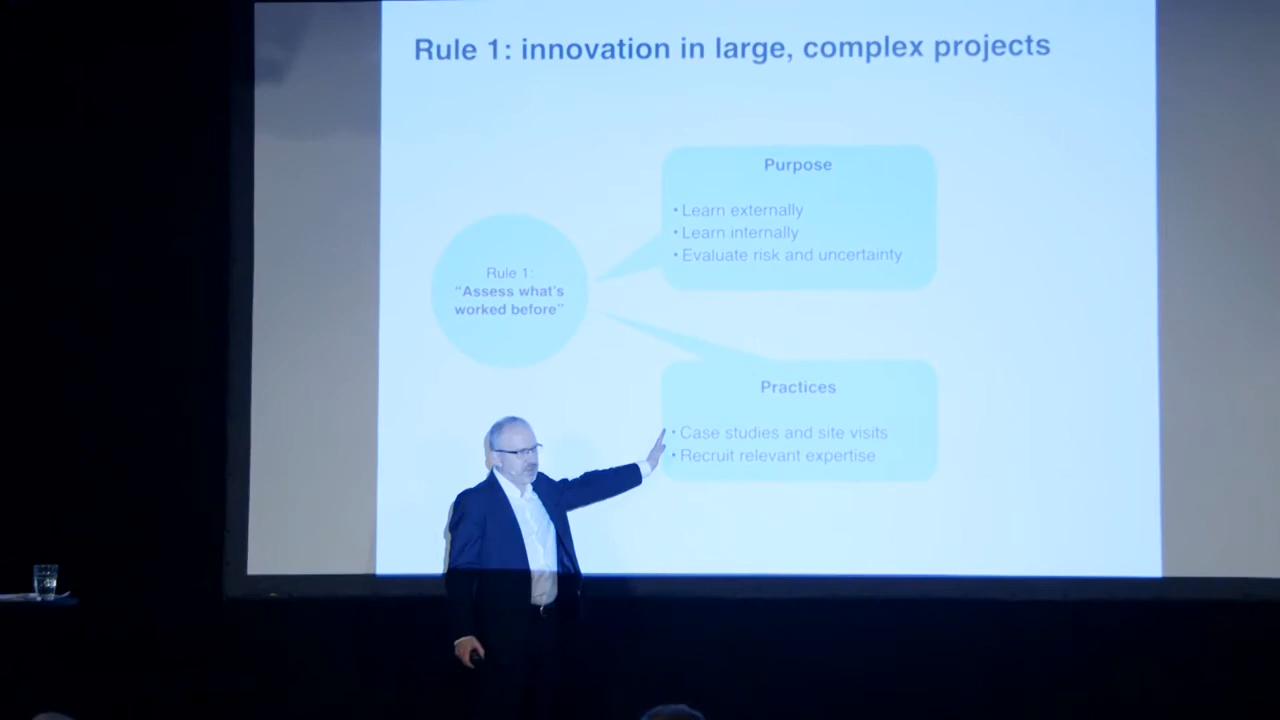 Rule 1: innovation in large, complex projects
Purpose
• Learn externally
• Learn internally
• Evaluate risk and uncertainty
Rule 1:
“Assess what's
worked before”
Practices
• Case studies and site visits
• Recruit relevant expertise